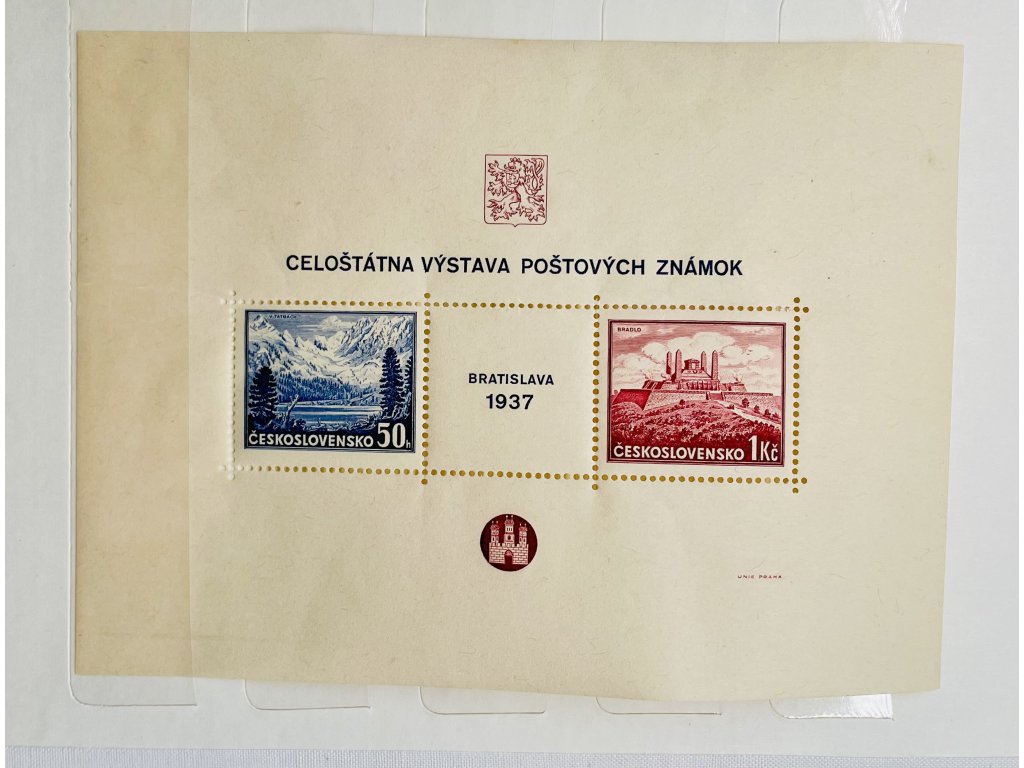 CELOŠTÁTNA VÝSTAVA POŠTOVÝCH ZNÁMOK
V TATRÁCH
ČESKOSLOVENSKO 50h
BRATISLAVA
1937
BRADLO
ČESKOSLOVENSKO 1Kč
UNIE PRAHA